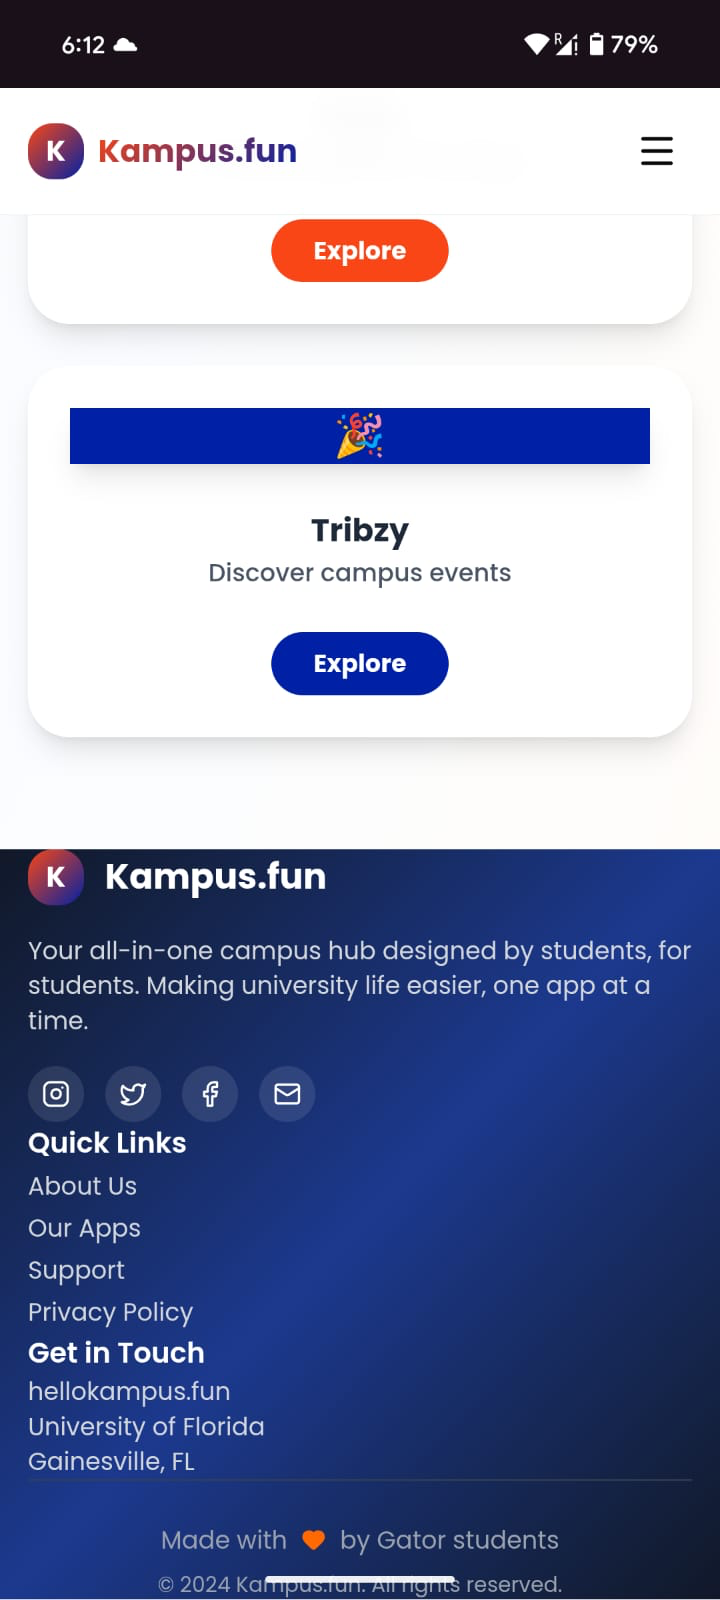 6:12
R
79%
K Kampus.fun
Explore
Tribzy
Discover campus events
Explore
K Kampus.fun
Your all-in-one campus hub designed by students, for
students. Making university life easier, one app at a
time.
Quick Links
About Us
Our Apps
Support
Privacy Policy
Get in Touch
hellokampus.fun
University of Florida
Gainesville, FL
Made with 🧡 by Gator students
© 2024 Kampus.fun. All rights reserved.